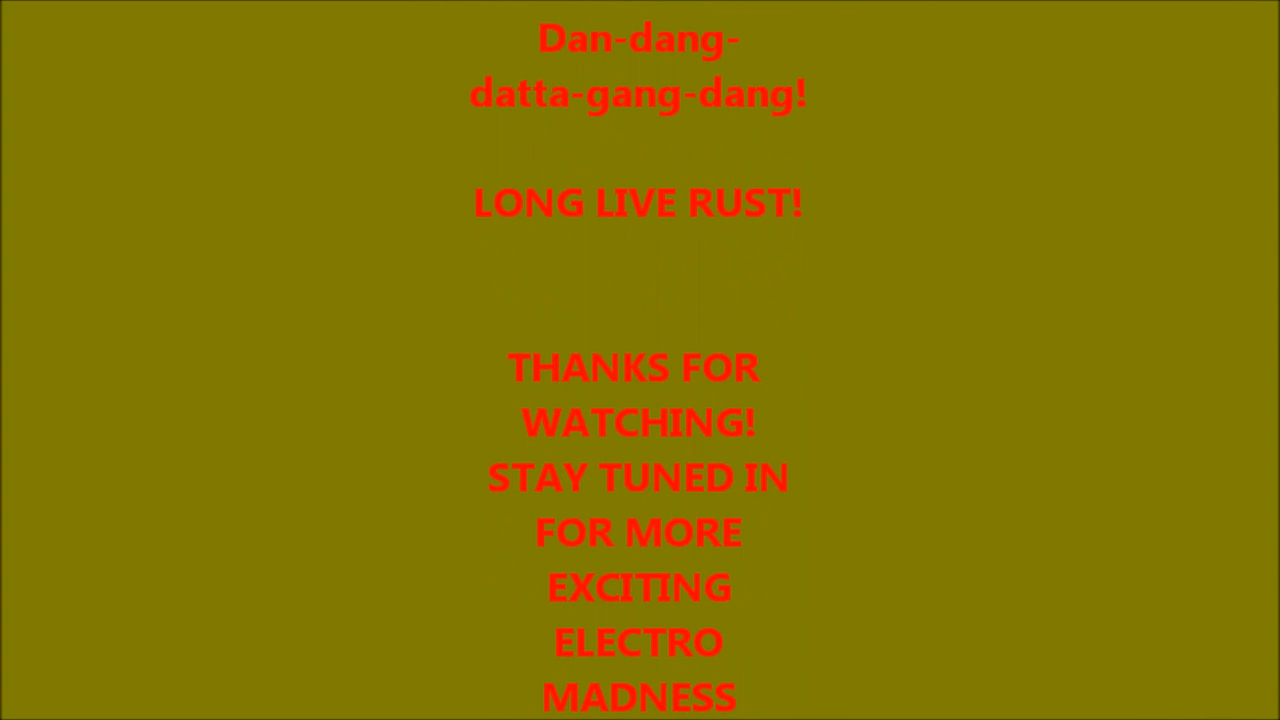 Dan-dang-
datta-gang-dang!
LONG LIVE RUST!
THANKS FOR
WATCHING!
STAY TUNED IN
FOR MORE
EXCITING
ELECTRO
MADNESS